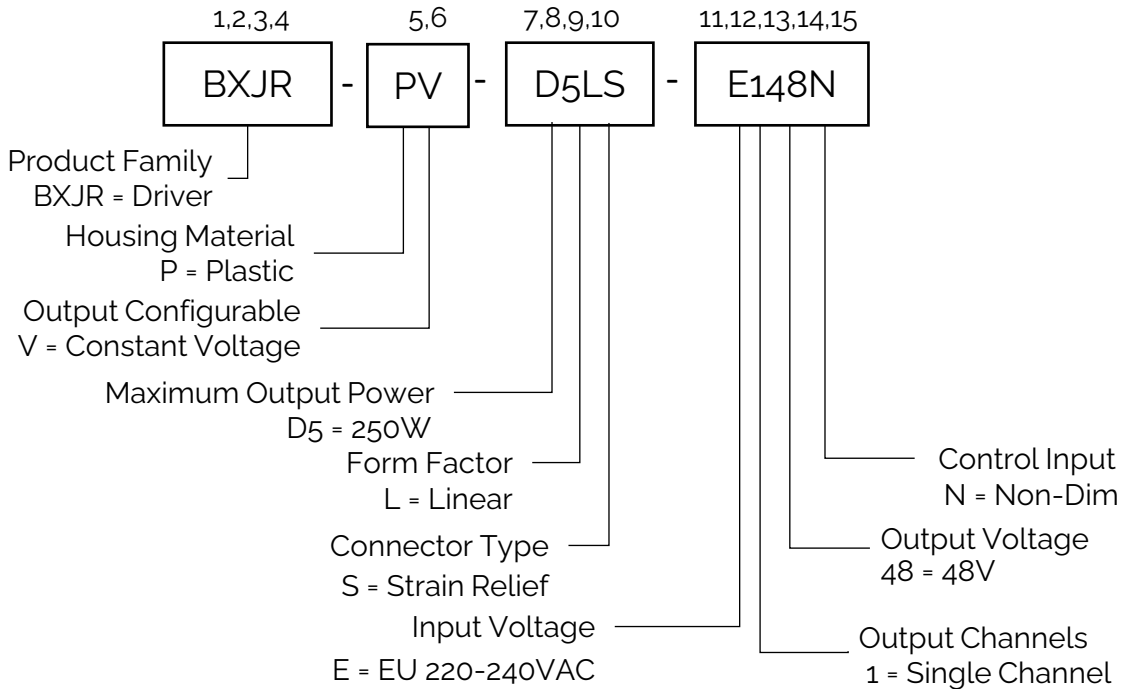 1,2,3,4 5,6 7,8,9,10 11,12,13,14,15
BXJR - PV - D5LS - E148N
Product Family
BXJR = Driver
Housing Material
P = Plastic
Output Configurable
V = Constant Voltage
Maximum Output Power
D5 = 250W
Form Factor
L = Linear
Connector Type
S = Strain Relief
Input Voltage
E = EU 220-240VAC
Control Input
N = Non-Dim
Output Voltage
48 = 48V
Output Channels
1 = Single Channel